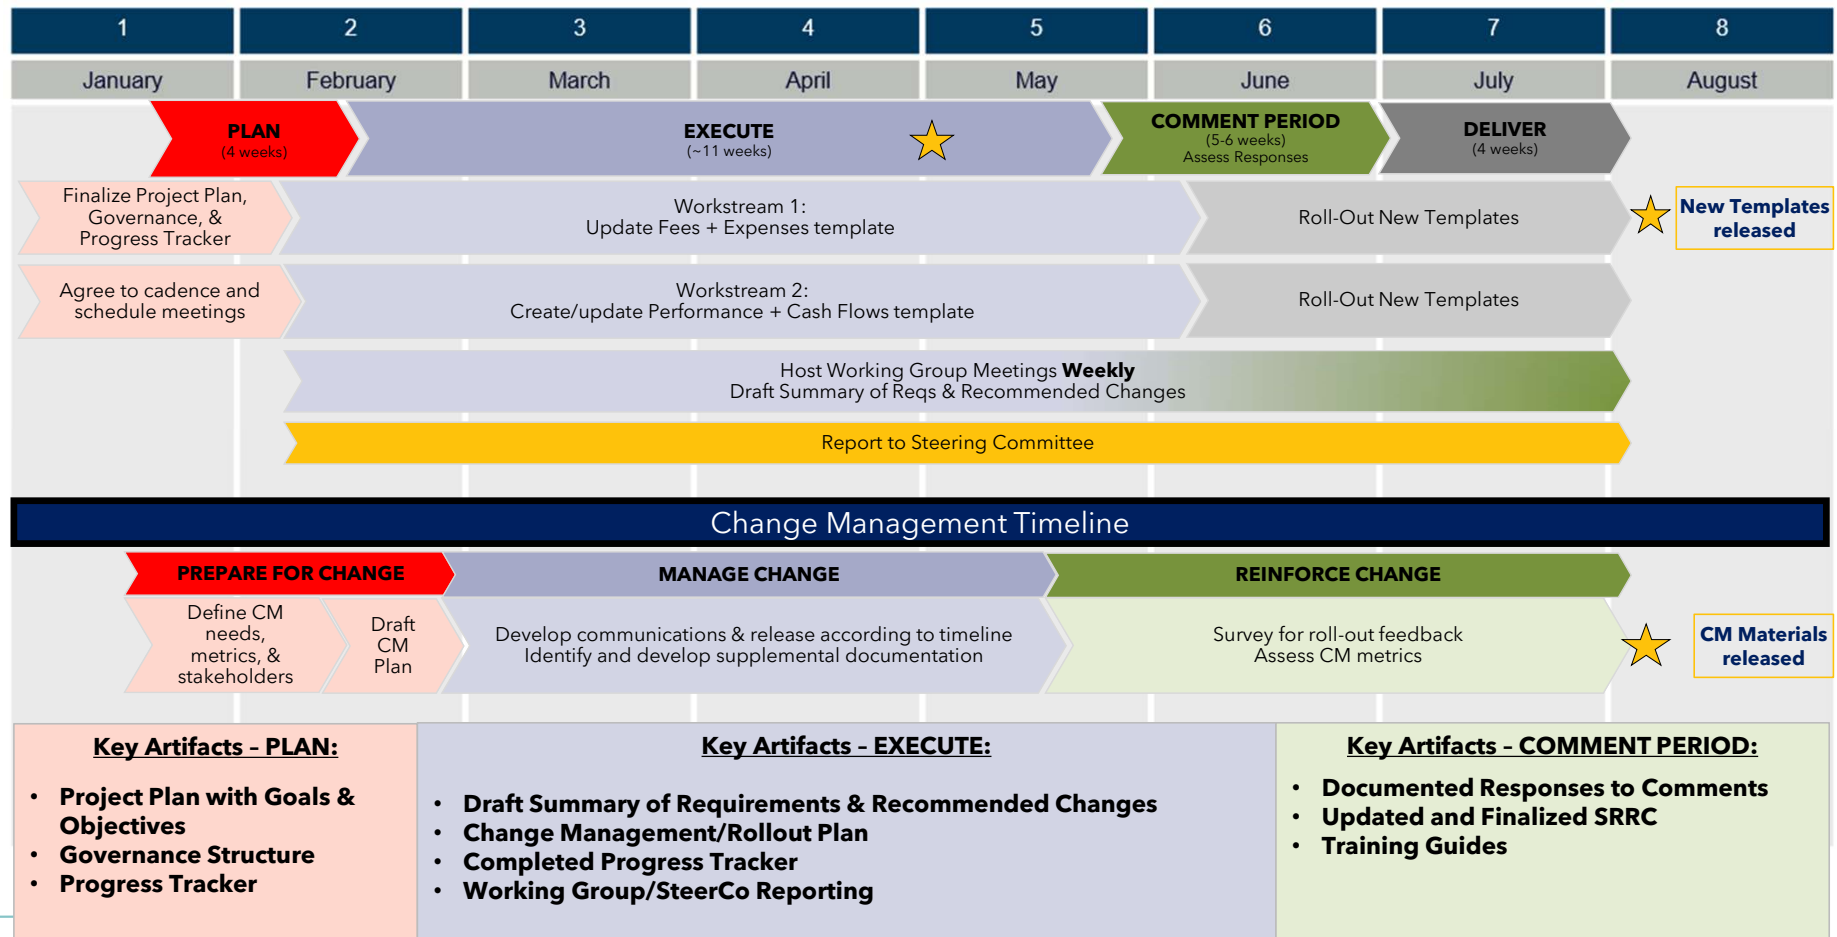 1 2 3 4 5 6 7 8
January February March April May June July August
PLAN
(4 weeks)
EXECUTE
(~11 weeks)
COMMENT PERIOD
(5-6 weeks)
Assess Responses
DELIVER
(4 weeks)
Finalize Project Plan,
Governance, &
Progress Tracker
Workstream 1:
Update Fees + Expenses template
Roll-Out New Templates
New Templates
released
Agree to cadence and
schedule meetings
Workstream 2:
Create/update Performance + Cash Flows template
Roll-Out New Templates
Host Working Group Meetings Weekly
Draft Summary of Reqs & Recommended Changes
Report to Steering Committee
Change Management Timeline
PREPARE FOR CHANGE
MANAGE CHANGE
REINFORCE CHANGE
Define CM
needs,
metrics, &
stakeholders
Draft
CM
Plan
Develop communications & release according to timeline
Identify and develop supplemental documentation
Survey for roll-out feedback
Assess CM metrics
CM Materials
released
Key Artifacts – PLAN:
• Project Plan with Goals &
Objectives
• Governance Structure
• Progress Tracker
Key Artifacts – EXECUTE:
• Draft Summary of Requirements & Recommended Changes
• Change Management/Rollout Plan
• Completed Progress Tracker
• Working Group/SteerCo Reporting
Key Artifacts – COMMENT PERIOD:
• Documented Responses to Comments
• Updated and Finalized SRRC
• Training Guides